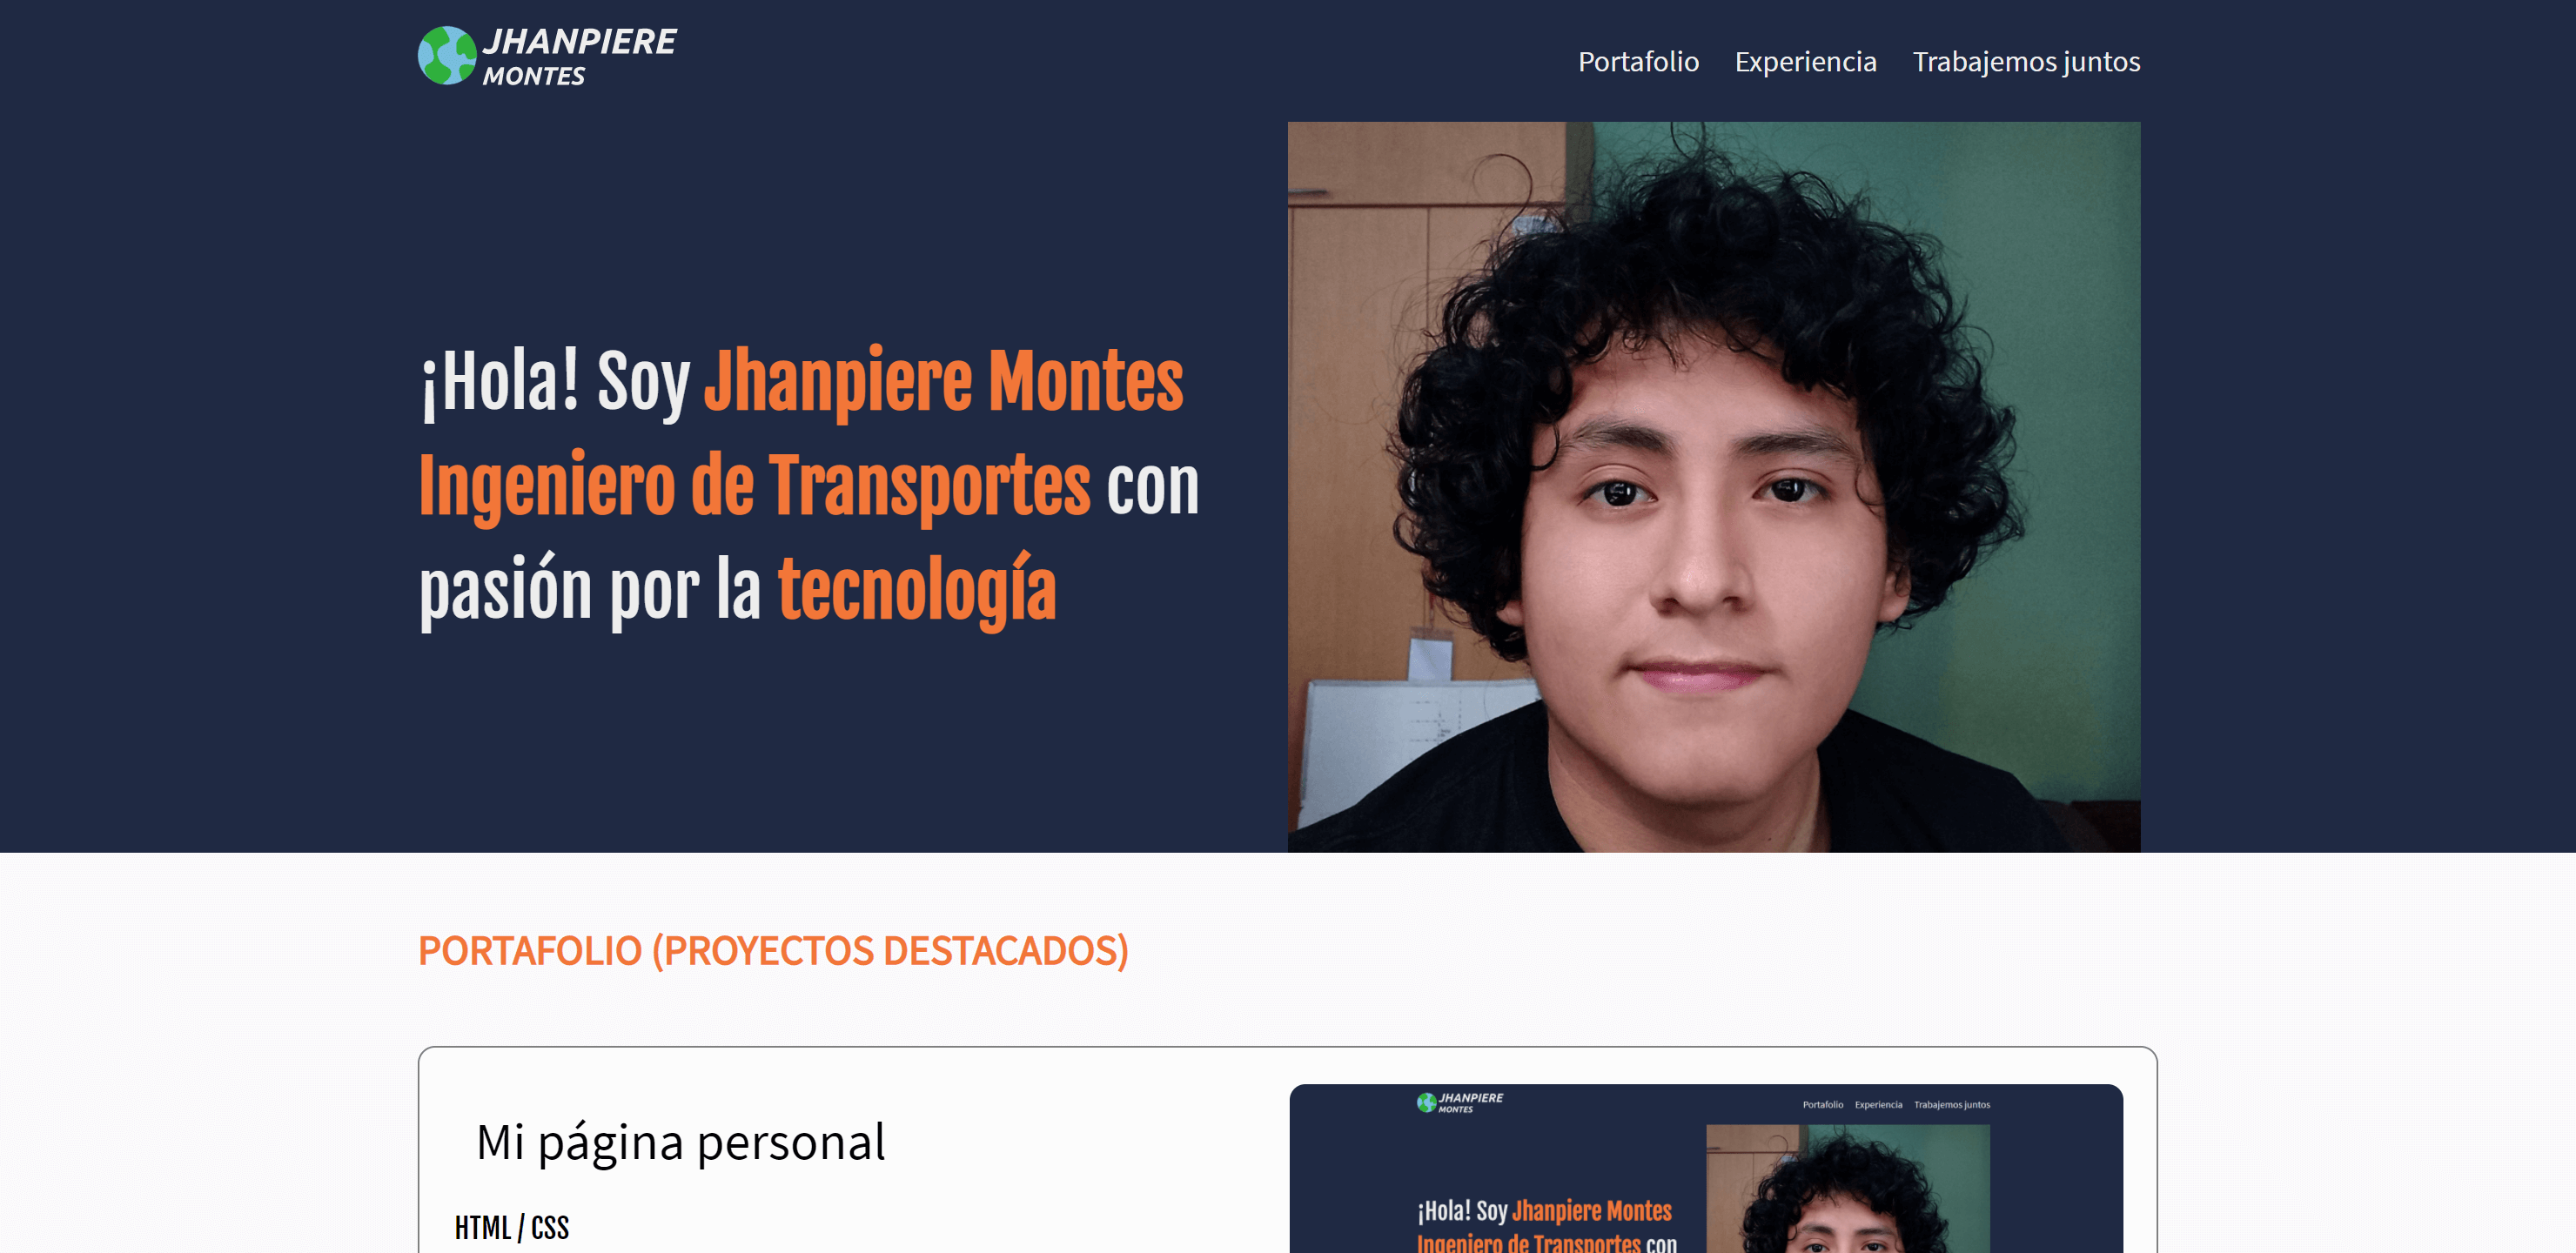 JHANPIERE
MONTES
Portafolio Experiencia Trabajemos juntos
¡Hola! Soy Jhanpiere Montes
Ingeniero de Transportes con
pasión por la tecnología
PORTAFOLIO (PROYECTOS DESTACADOS)
Mi página personal
HTML / CSS
JHANPIERE
MONTES
Portafolio Experiencia Trabajemos juntos
¡Hola! Soy Jhanpiere Montes
Ingeniero de Transportes con